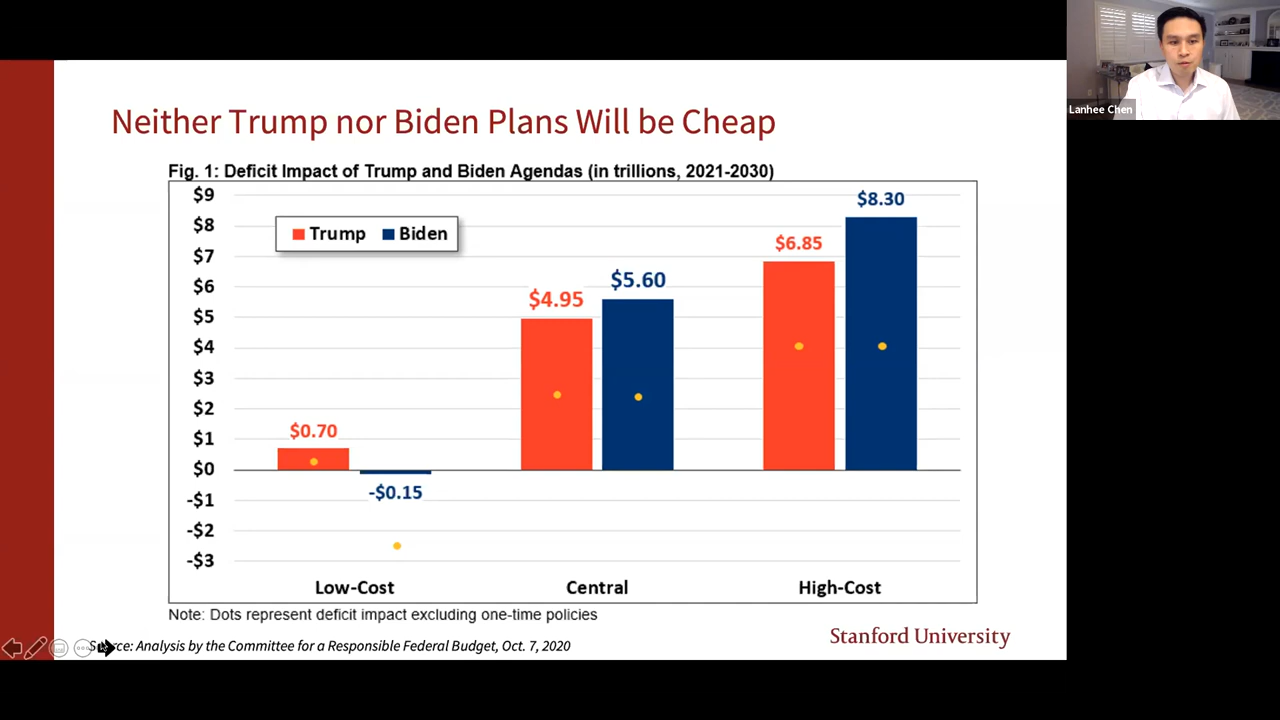 Neither Trump nor Biden Plans Will be Cheap
Lanhee Chen
Fig. 1: Deficit Impact of Trump and Biden Agendas (in trillions, 2021-2030)
$9
$8
$7
$6
$5
$4
$3
$2
$1
$0
-$1
-$2
-$3
Trump Biden
$0.70
-$0.15
$4.95
$5.60
$6.85
$8.30
Low-Cost Central High-Cost
Note: Dots represent deficit impact excluding one-time policies
Source: Analysis by the Committee for a Responsible Federal Budget, Oct. 7, 2020
Stanford University